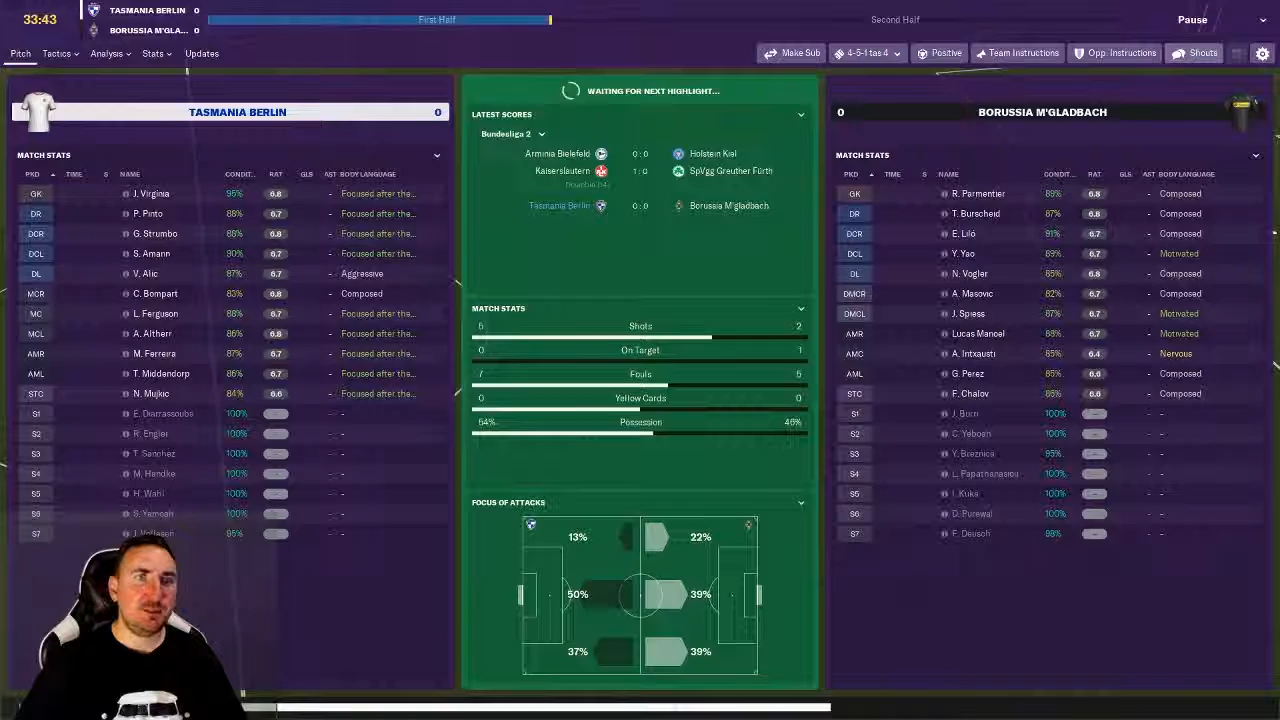 33:43
TASMANIA BERLIN 0
BORUSSIA M'GLA... 0
First Half
Second Half
Pause
Pitch Tactics Analysis Stats Updates
Make Sub 4-5-1 tas 4 Positive Team Instructions Opp. Instructions Shouts
WAITING FOR NEXT HIGHLIGHT...
TASMANIA BERLIN 0
MATCH STATS
PKD TIME S NAME CONDIT... RAT GLS AST BODY LANGUAGE
GK J. Virginia 95% 6.8 - Focused after the...
DR P. Pinto 88% 6.7 - Focused after the...
DCR G. Strumbo 88% 6.8 - Focused after the...
DCL S. Amann 90% 6.7 - Focused after the...
DL V. Alic 87% 6.7 - Aggressive
MCR C. Bompart 83% 6.8 - Composed
MC L. Ferguson 88% 6.7 - Focused after the...
MCL A. Altherr 86% 6.8 - Focused after the...
AMR M. Ferreira 87% 6.7 - Focused after the...
AML T. Middendorp 86% 6.7 - Focused after the...
STC N. Mujkic 84% 6.6 - Focused after the...
S1 E. Diarrassouba 100% - -
S2 R. Engler 100% - -
S3 T. Sanchez 100% - -
S4 M. Handke 100% - -
S5 H. Wahl 100% - -
S6 S. Yamoah 100% - -
S7 95% - -
LATEST SCORES
Bundesliga 2
Arminia Bielefeld 0 : 0 Holstein Kiel
Kaiserslautern 1 : 0 SpVgg Greuther Fürth
Tasmania Berlin 0 : 0 Borussia M'gladbach
MATCH STATS
5 Shots 2
0 On Target 1
7 Fouls 5
0 Yellow Cards 0
54% Possession 46%
FOCUS OF ATTACKS
13% 22%
50% 39%
37% 39%
0 BORUSSIA M'GLADBACH
MATCH STATS
PKD TIME S NAME CONDIT... RAT GLS AST BODY LANGUAGE
GK R. Parmentier 89% 6.8 - Composed
DR T. Burscheid 87% 6.8 - Composed
DCR E. Liló 91% 6.7 - Composed
DCL Y. Yao 89% 6.7 - Motivated
DL N. Vogler 85% 6.8 - Composed
DMCR A. Masovic 82% 6.7 - Composed
DMCL J. Spiess 87% 6.7 - Motivated
AMR Lucas Manoel 88% 6.7 - Motivated
AMC A. Intxausti 85% 6.4 - Nervous
AML G. Perez 85% 6.6 - Composed
STC F. Chalov 86% 6.6 - Composed
S1 J. Burn 100% - -
S2 C. Yeboah 100% - -
S3 Y. Breznica 95% - -
S4 L. Papathanasiou 100% - -
S5 I. Kuka 100% - -
S6 D. Purewal 100% - -
S7 F. Deusch 98% - -